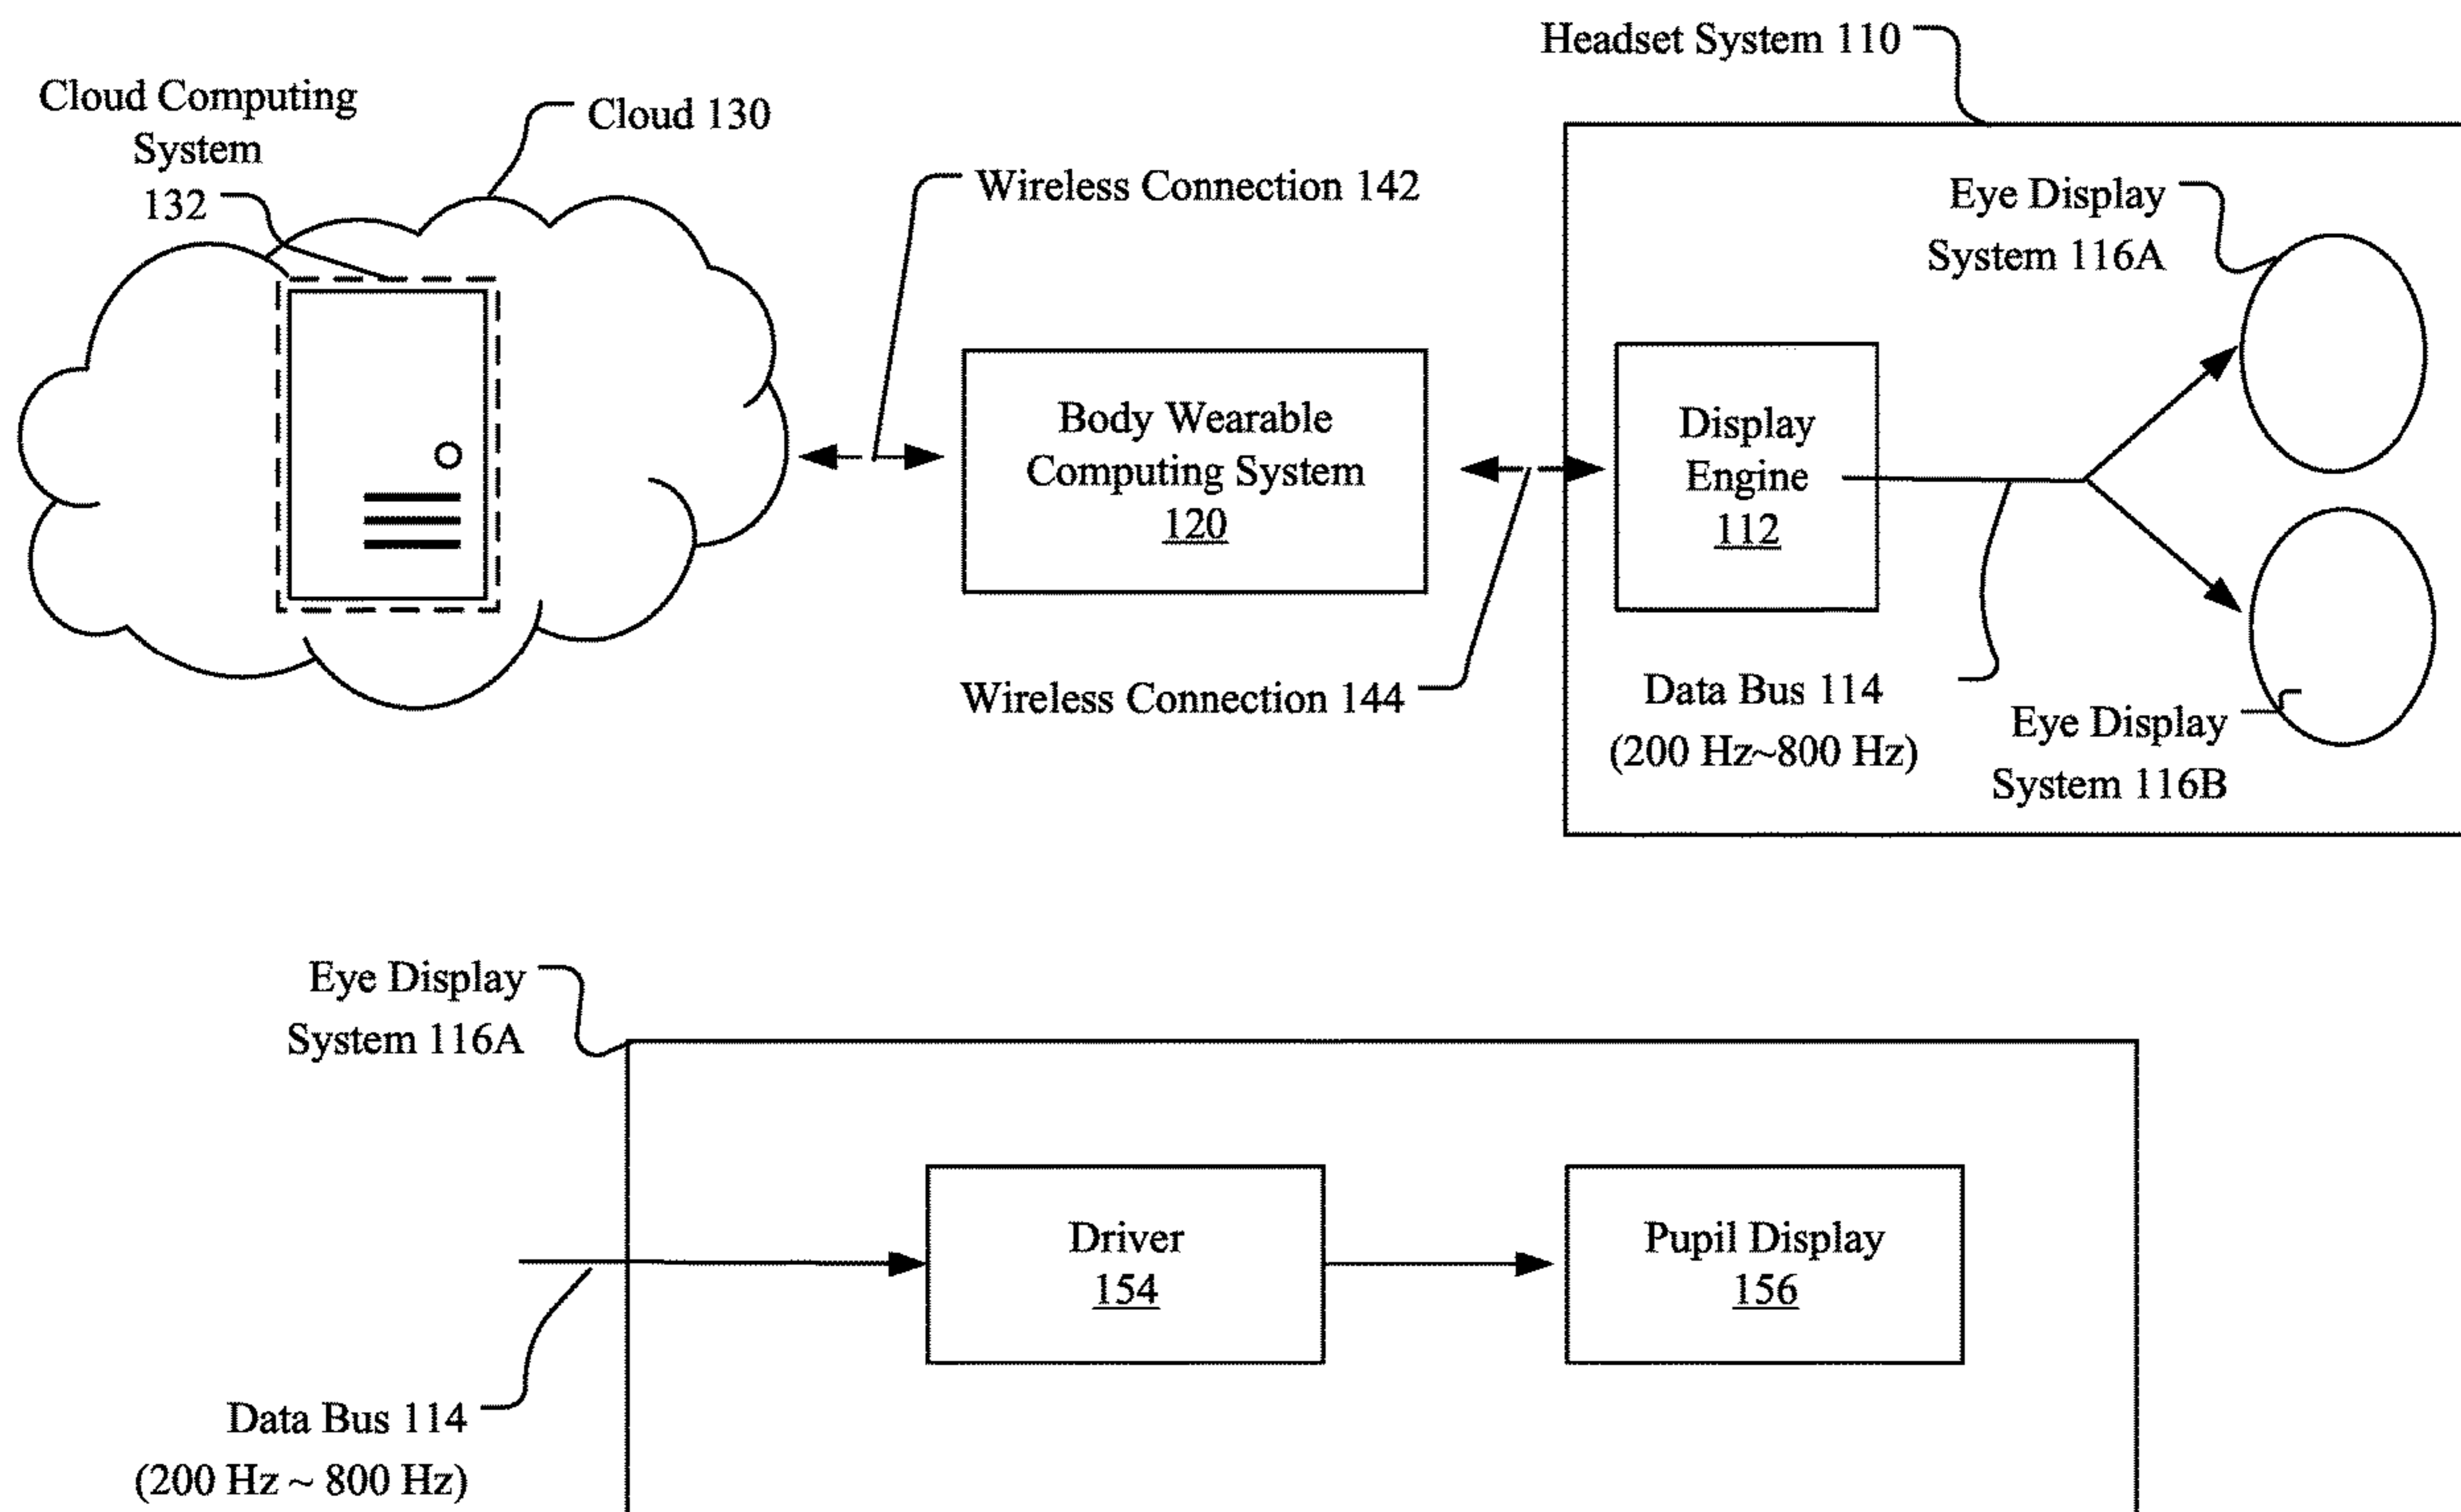 Headset System 110
Cloud Computing
System
132
Cloud 130
Wireless Connection 142
Eye Display
System 116A
Body Wearable
Computing System
120
Display
Engine
112
Wireless Connection 144
Data Bus 114
(200 Hz~800 Hz)
Eye Display
System 116B
Eye Display
System 116A
Driver
154
Pupil Display
156
Data Bus 114
(200 Hz ~ 800 Hz)